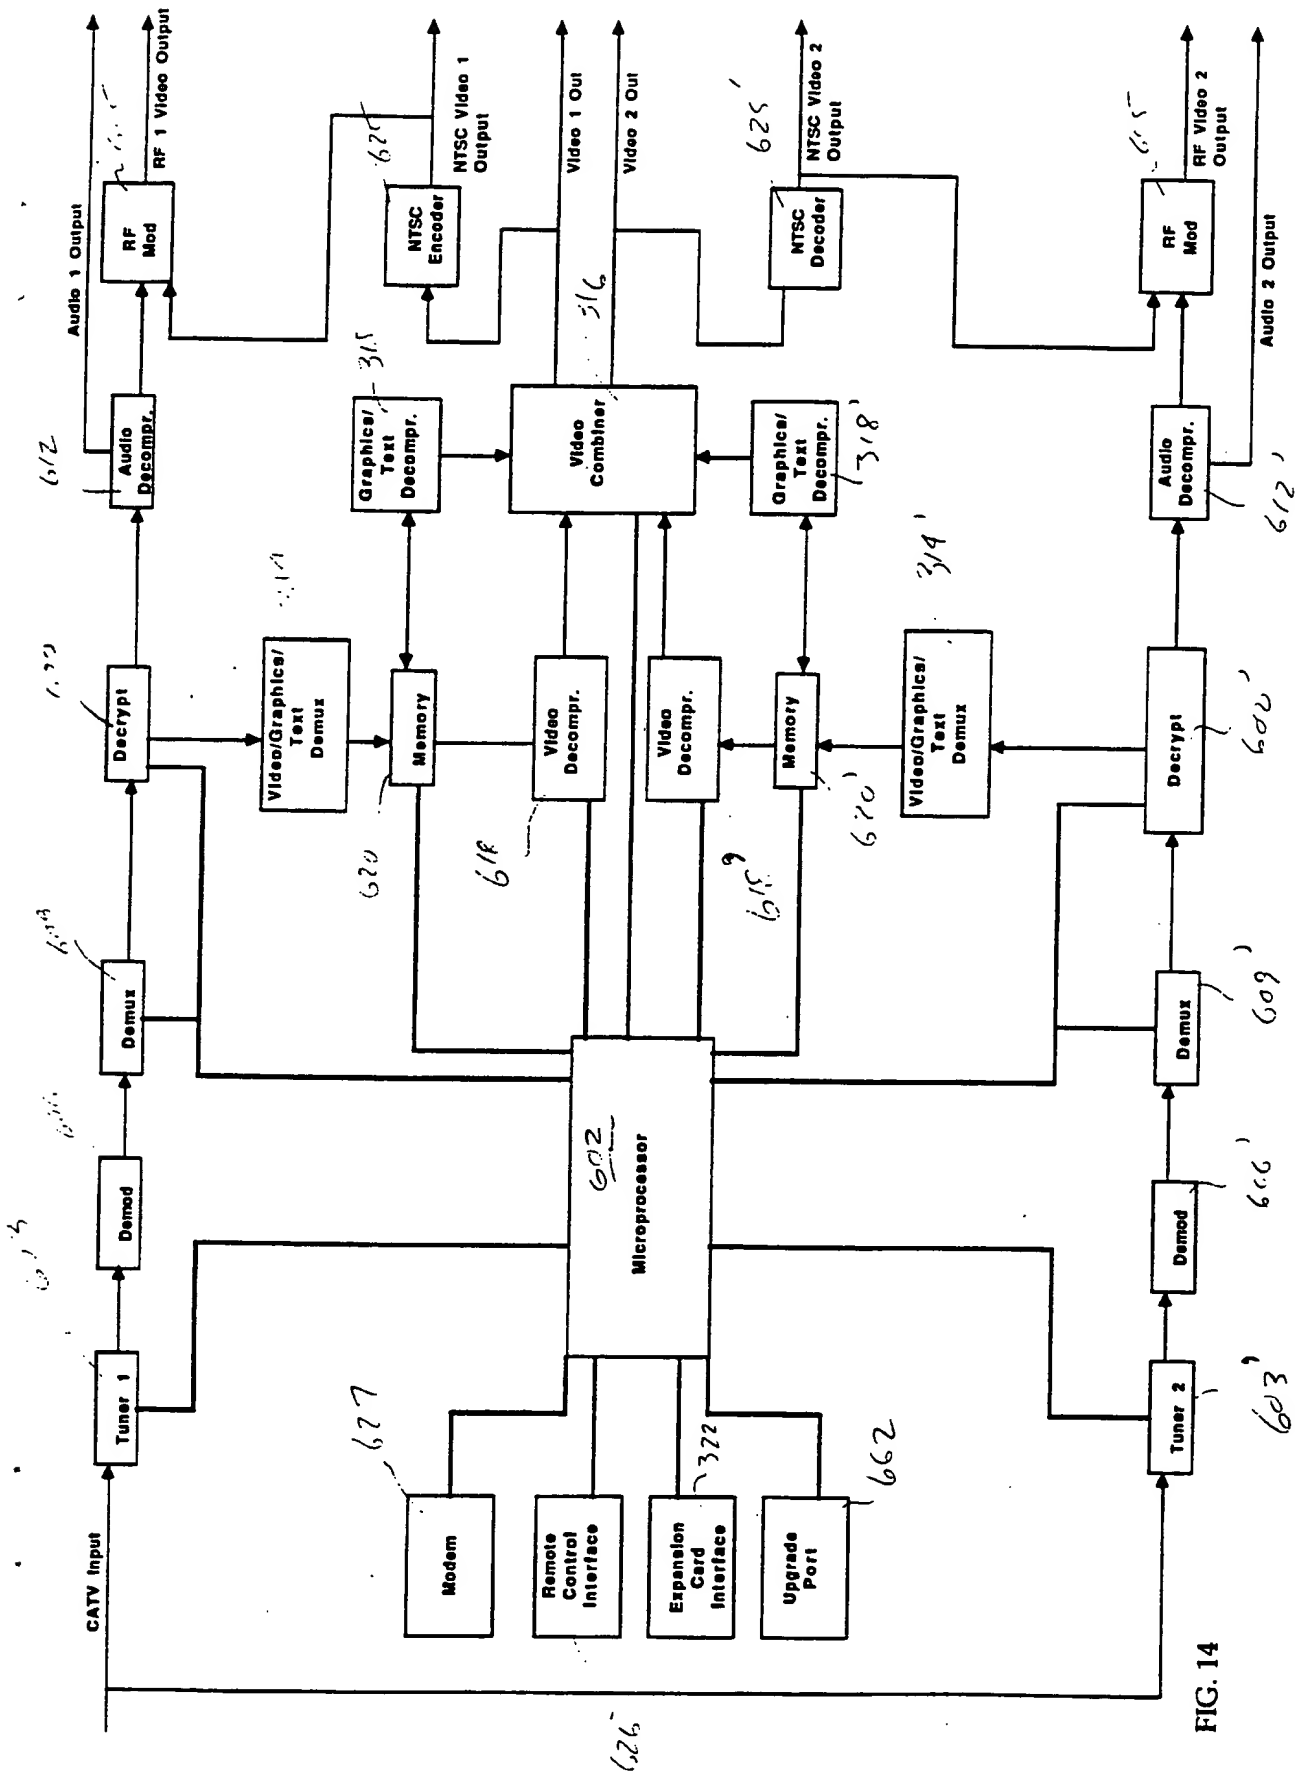 CATV Input
Tuner 1
Demod
Demux
Decrypt
Audio
Decompr.
612
RF
Mod
Audio 1 Output
RF 1 Video Output
Video/Graphics/
Text
Demux
Memory
620
Graphics/
Text
Decompr.
315
NTSC
Encoder
625
NTSC Video 1
Output
Modem
627
Remote
Control
Interface
Expansion
Card
Interface
322
Upgrade
Port
662
626
Microprocessor
602
Video
Decompr.
618
Video
Combiner
316
Video 1 Out
Video 2 Out
Video
Decompr.
Memory
620'
Graphics/
Text
Decompr.
318'
NTSC
Decoder
625'
NTSC Video 2
Output
Video/Graphics/
Text
Demux
314'
Tuner 2
603'
Demod
606'
Demux
609'
Decrypt
602'
Audio
Decompr.
612'
RF
Mod
RF Video 2
Output
Audio 2 Output
FIG. 14